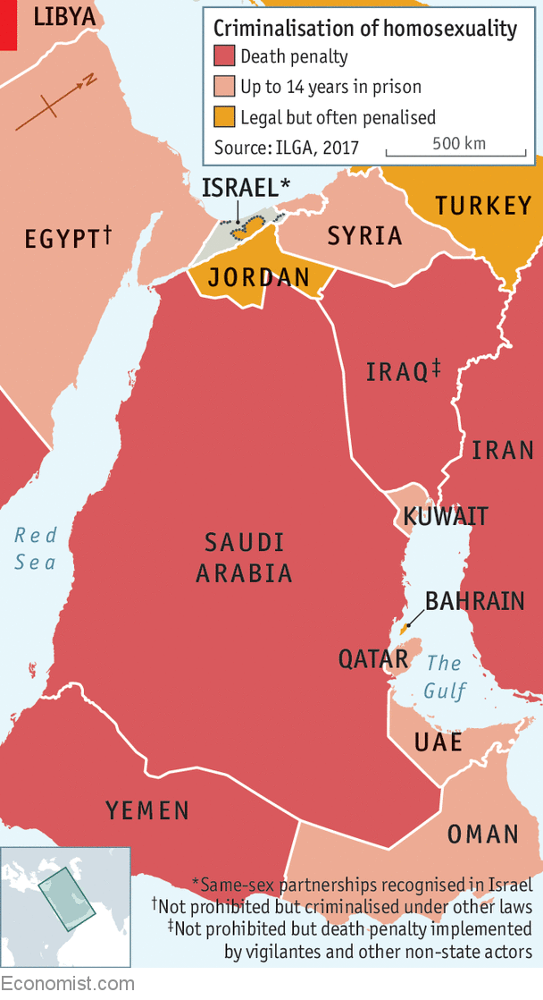 LIBYA
Criminalisation of homosexuality
Death penalty
Up to 14 years in prison
Legal but often penalised
Source: ILGA, 2017
500 km
N
ISRAEL*
TURKEY
EGYPT†
SYRIA
JORDAN
IRAQ‡
IRAN
KUWAIT
Red
Sea
SAUDI
ARABIA
BAHRAIN
QATAR
The
Gulf
UAE
YEMEN
OMAN
*Same-sex partnerships recognised in Israel
†Not prohibited but criminalised under other laws
‡Not prohibited but death penalty implemented
by vigilantes and other non-state actors
Economist.com